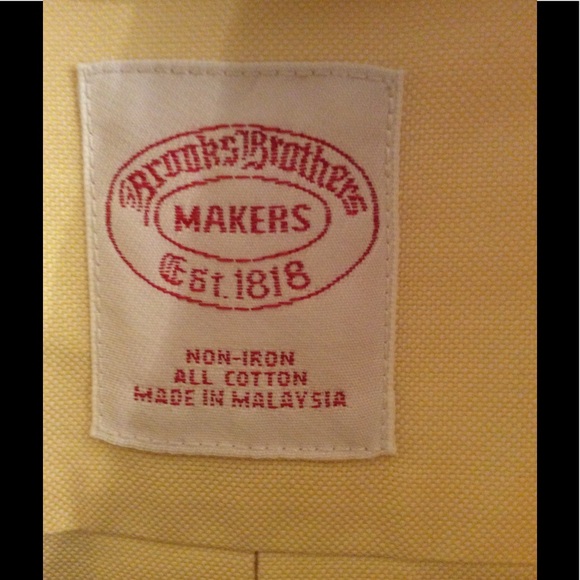 Brooks Brothers
MAKERS
Est. 1818
NON-IRON
ALL COTTON
MADE IN MALAYSIA